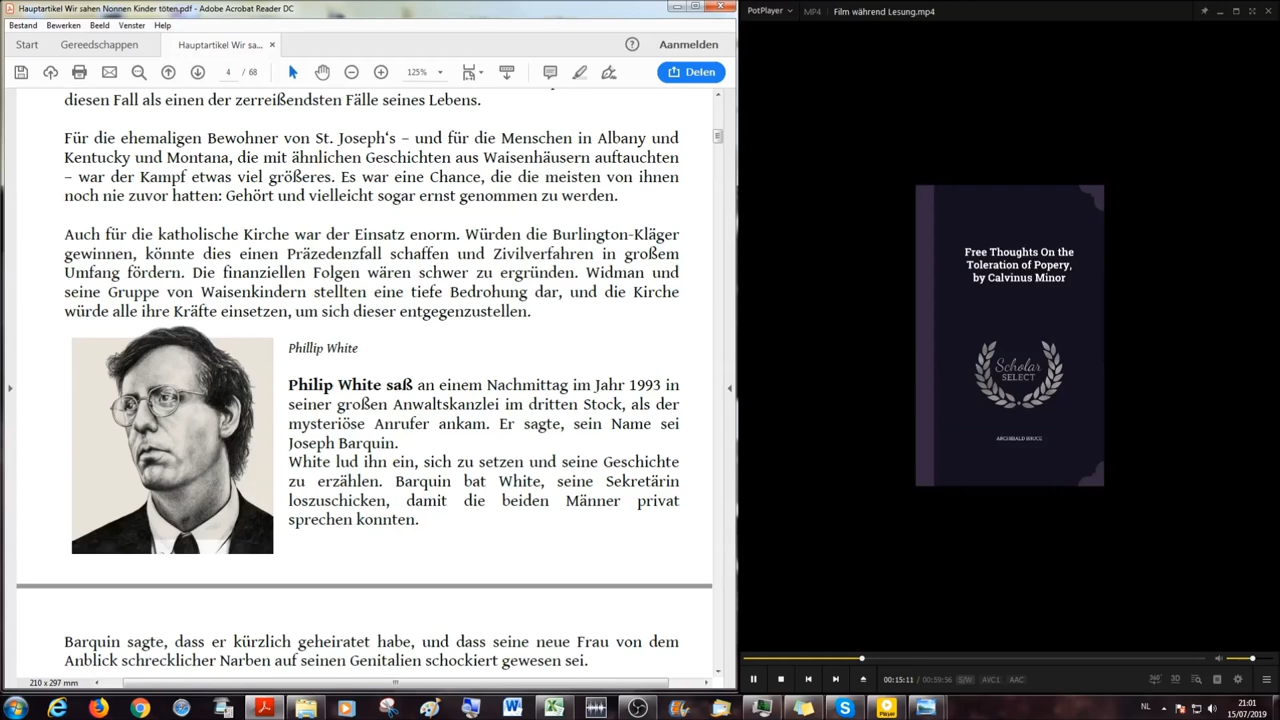 Hauptartikel Wir sahen Nonnen Kinder töten.pdf - Adobe Acrobat Reader DC
Bestand Bewerken Beeld Venster Help
Start Gereedschappen Hauptartikel Wir sa... × Aanmelden
4 / 68 125% Delen
diesen Fall als einen der zerreißendsten Fälle seines Lebens.
Für die ehemaligen Bewohner von St. Joseph‘s – und für die Menschen in Albany und
Kentucky und Montana, die mit ähnlichen Geschichten aus Waisenhäusern auftauchten
– war der Kampf etwas viel größeres. Es war eine Chance, die die meisten von ihnen
noch nie zuvor hatten: Gehört und vielleicht sogar ernst genommen zu werden.
Auch für die katholische Kirche war der Einsatz enorm. Würden die Burlington-Kläger
gewinnen, könnte dies einen Präzedenzfall schaffen und Zivilverfahren in großem
Umfang fördern. Die finanziellen Folgen wären schwer zu ergründen. Widman und
seine Gruppe von Waisenkindern stellten eine tiefe Bedrohung dar, und die Kirche
würde alle ihre Kräfte einsetzen, um sich dieser entgegenzustellen.
Phillip White
Philip White saß an einem Nachmittag im Jahr 1993 in
seiner großen Anwaltskanzlei im dritten Stock, als der
mysteriöse Anrufer ankam. Er sagte, sein Name sei
Joseph Barquin.
White lud ihn ein, sich zu setzen und seine Geschichte
zu erzählen. Barquin bat White, seine Sekretärin
loszuschicken, damit die beiden Männer privat
sprechen konnten.
Barquin sagte, dass er kürzlich geheiratet habe, und dass seine neue Frau von dem
Anblick schrecklicher Narben auf seinen Genitalien schockiert gewesen sei.
210 x 297 mm
PotPlayer MP4 Film während Lesung.mp4
Free Thoughts On the
Toleration of Popery,
by Calvinus Minor
Scholar
SELECT
ARCHIBALD BRUCE
00:15:11 / 00:59:56 S/W AVC1 AAC
360° 3D
NL 21:01
15/07/2019